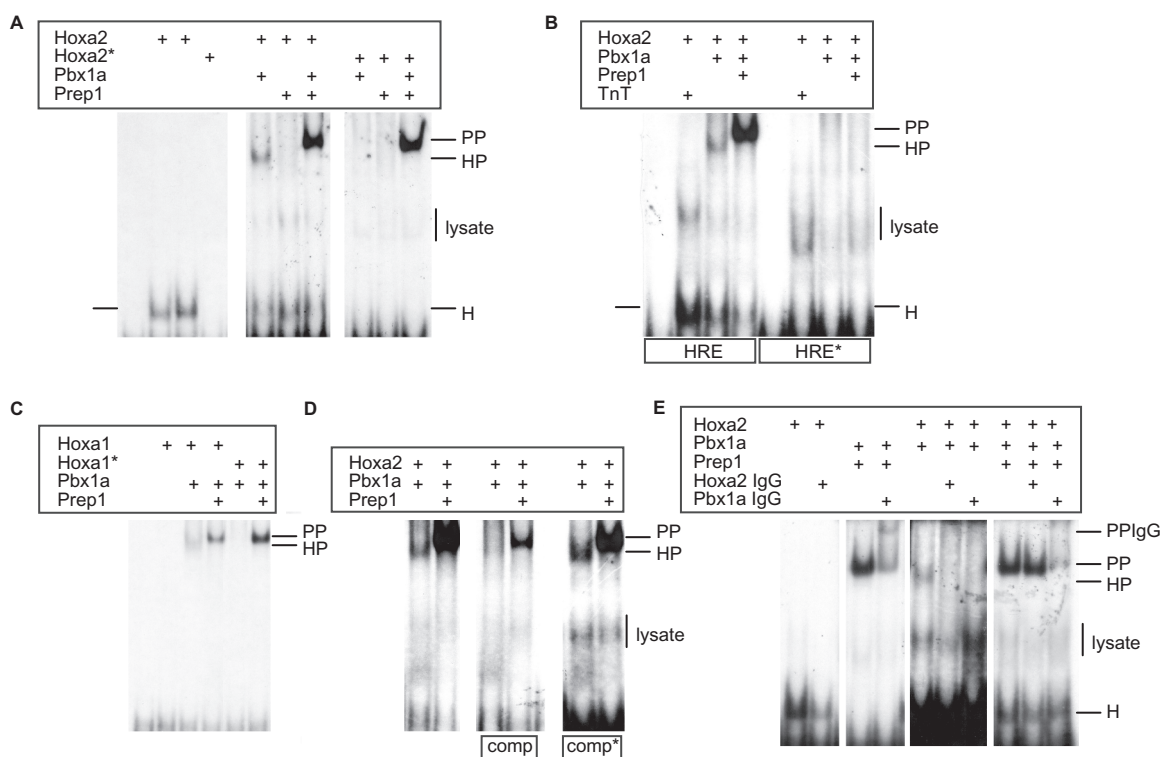 A
Hoxa2 + + + + +
Hoxa2* + + + +
Pbx1a + + + +
Prep1 + + + +
PP
HP
lysate
H
B
Hoxa2 + + + + + +
Pbx1a + + + +
Prep1 + +
TnT + +
PP
HP
lysate
H
HRE HRE*
C
Hoxa1 + + +
Hoxa1* + +
Pbx1a + + + +
Prep1 + +
PP
HP
D
Hoxa2 + + + + + +
Pbx1a + + + + + +
Prep1 + + +
PP
HP
lysate
comp comp*
E
Hoxa2 + + + + + + + +
Pbx1a + + + + + + + +
Prep1 + + + + +
Hoxa2 IgG + + +
Pbx1a IgG + + +
PPIgG
PP
HP
lysate
H